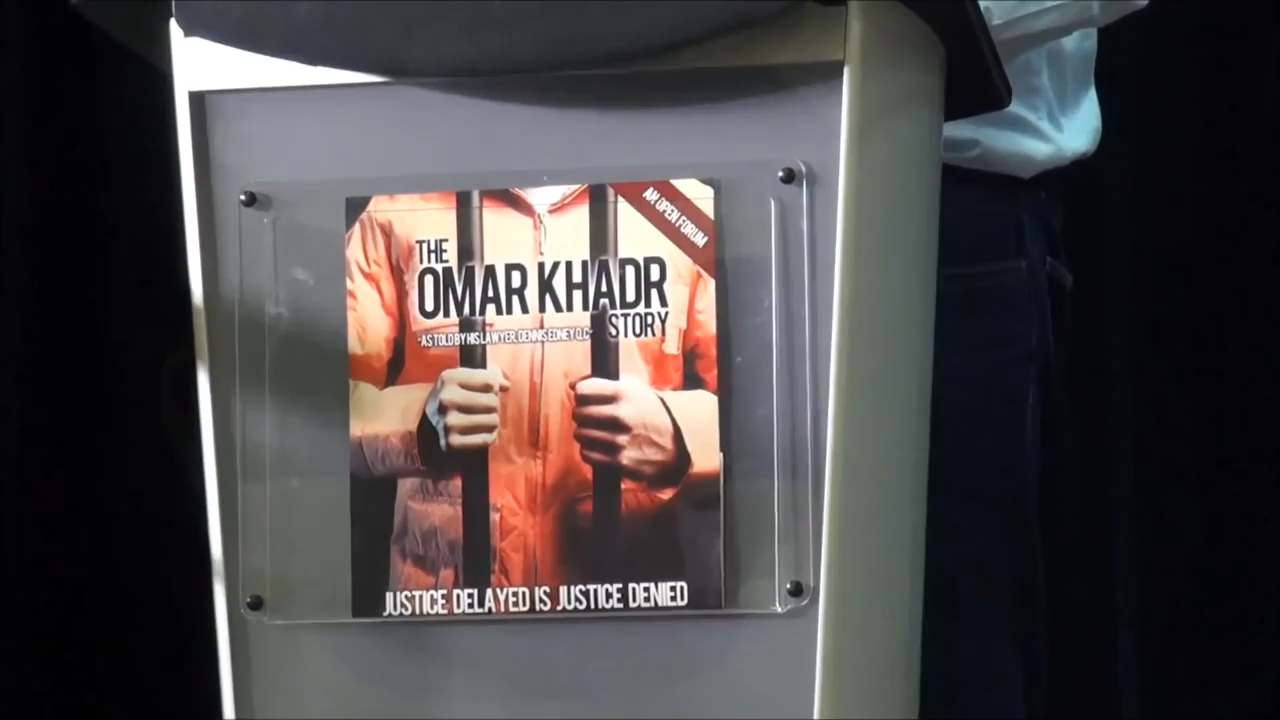 AN OPEN FORUM
THE
OMAR KHADR
STORY
-AS TOLD BY HIS LAWYER, DENNIS EDNEY Q.C-
JUSTICE DELAYED IS JUSTICE DENIED